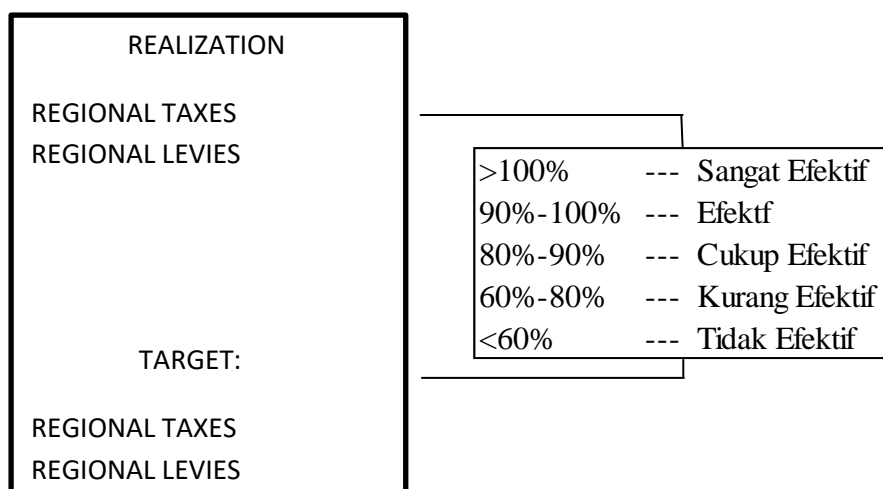 REALIZATION
REGIONAL TAXES
REGIONAL LEVIES
>100% --- Sangat Efektif
90%-100% --- Efektf
80%-90% --- Cukup Efektif
60%-80% --- Kurang Efektif
<60% --- Tidak Efektif
TARGET:
REGIONAL TAXES
REGIONAL LEVIES